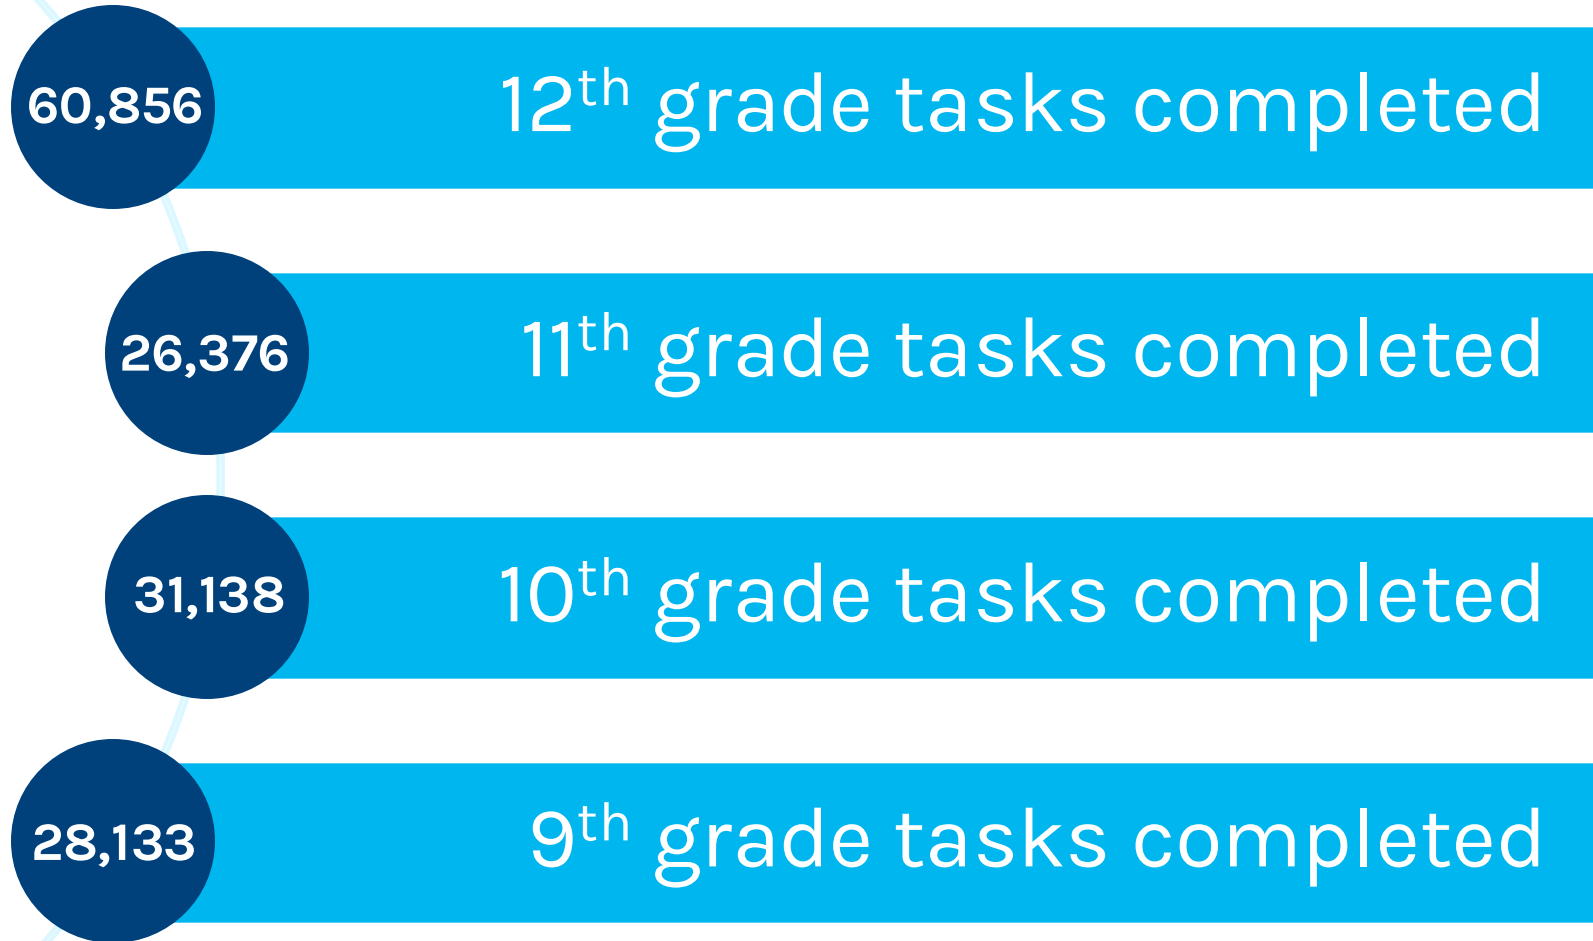 60,856 12th grade tasks completed
26,376 11th grade tasks completed
31,138 10th grade tasks completed
28,133 9th grade tasks completed